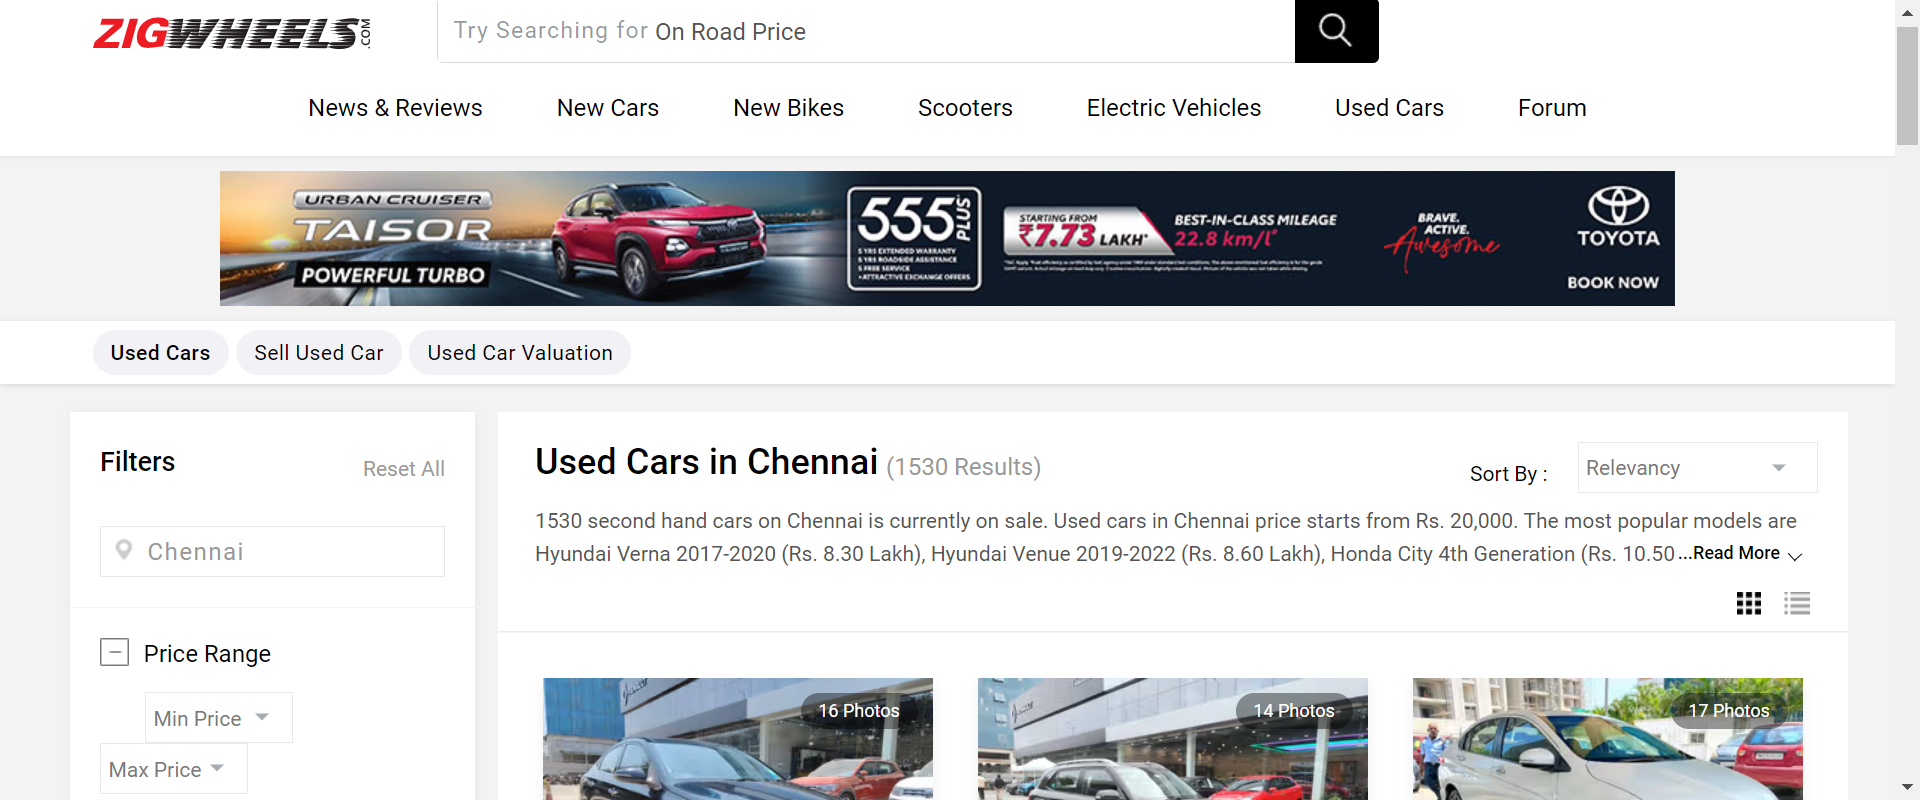 ZIGWHEELS.COM
Try Searching for On Road Price
News & Reviews New Cars New Bikes Scooters Electric Vehicles Used Cars Forum
URBAN CRUISER
TAISOR
POWERFUL TURBO
555 PLUS*
5 YRS EXTENDED WARRANTY
5 YRS ROADSIDE ASSISTANCE
5 FREE SERVICE
+ATTRACTIVE EXCHANGE OFFERS
STARTING FROM
₹7.73 LAKH*
BEST-IN-CLASS MILEAGE
22.8 km/l*
BRAVE.
ACTIVE.
Awesome
TOYOTA
BOOK NOW
Used Cars Sell Used Car Used Car Valuation
Filters
Reset All
Chennai
Price Range
Min Price
Max Price
Used Cars in Chennai (1530 Results)
Sort By :
Relevancy
1530 second hand cars on Chennai is currently on sale. Used cars in Chennai price starts from Rs. 20,000. The most popular models are
Hyundai Verna 2017-2020 (Rs. 8.30 Lakh), Hyundai Venue 2019-2022 (Rs. 8.60 Lakh), Honda City 4th Generation (Rs. 10.50 ...Read More
16 Photos
14 Photos
17 Photos